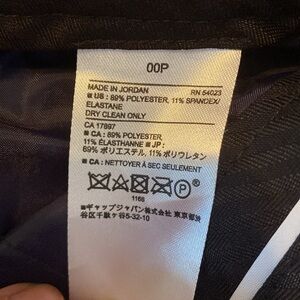 00P
MADE IN JORDAN RN 54023
■ US : 89% POLYESTER, 11% SPANDEX/
ELASTANE
DRY CLEAN ONLY
CA 17897
■ CA : 89% POLYESTER,
11% ÉLASTHANNE ■ JP :
89% ポリエステル, 11% ポリウレタン
■ CA : NETTOYER À SEC SEULEMENT
P
1166
■ギャップジャパン株式会社 東京都渋
谷区千駄ヶ谷5-32-10